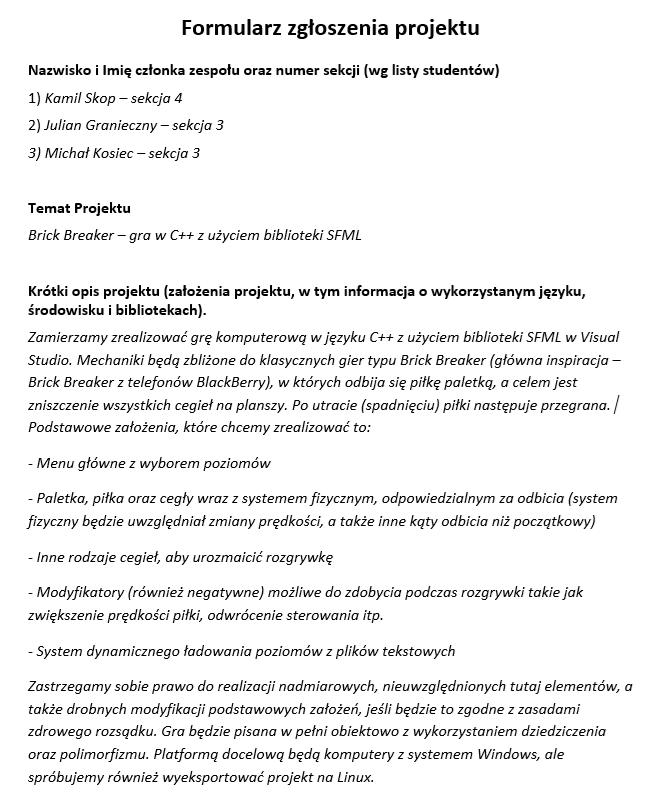 Formularz zgłoszenia projektu
Nazwisko i Imię członka zespołu oraz numer sekcji (wg listy studentów)
1) Kamil Skop – sekcja 4
2) Julian Granieczny – sekcja 3
3) Michał Kosiec – sekcja 3
Temat Projektu
Brick Breaker – gra w C++ z użyciem biblioteki SFML
Krótki opis projektu (założenia projektu, w tym informacja o wykorzystanym języku,
środowisku i bibliotekach).
Zamierzamy zrealizować grę komputerową w języku C++ z użyciem biblioteki SFML w Visual
Studio. Mechaniki będą zbliżone do klasycznych gier typu Brick Breaker (główna inspiracja –
Brick Breaker z telefonów BlackBerry), w których odbija się piłkę paletką, a celem jest
zniszczenie wszystkich cegieł na planszy. Po utracie (spadnięciu) piłki następuje przegrana.
Podstawowe założenia, które chcemy zrealizować to:
- Menu główne z wyborem poziomów
- Paletka, piłka oraz cegły wraz z systemem fizycznym, odpowiedzialnym za odbicia (system
fizyczny będzie uwzględniał zmiany prędkości, a także inne kąty odbicia niż początkowy)
- Inne rodzaje cegieł, aby urozmaicić rozgrywkę
- Modyfikatory (również negatywne) możliwe do zdobycia podczas rozgrywki takie jak
zwiększenie prędkości piłki, odwrócenie sterowania itp.
- System dynamicznego ładowania poziomów z plików tekstowych
Zastrzegamy sobie prawo do realizacji nadmiarowych, nieuwzględnionych tutaj elementów, a
także drobnych modyfikacji podstawowych założeń, jeśli będzie to zgodne z zasadami
zdrowego rozsądku. Gra będzie pisana w pełni obiektowo z wykorzystaniem dziedziczenia
oraz polimorfizmu. Platformą docelową będą komputery z systemem Windows, ale
spróbujemy również wyeksportować projekt na Linux.